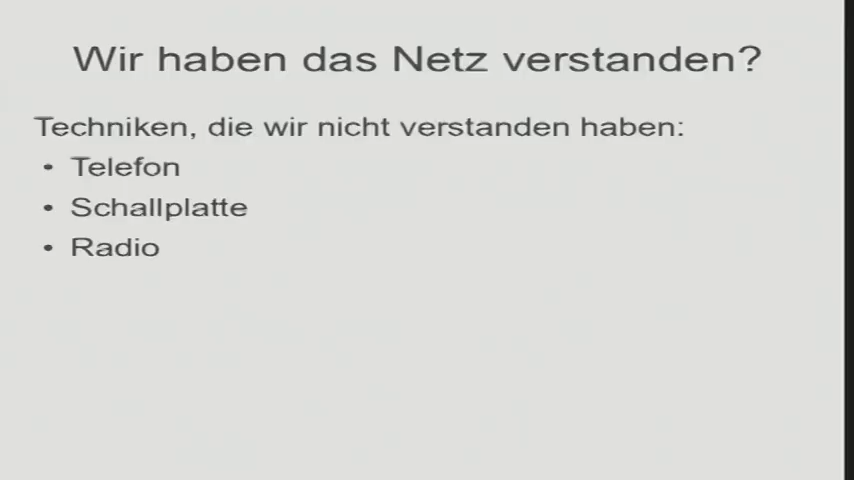 Wir haben das Netz verstanden?
Techniken, die wir nicht verstanden haben:
• Telefon
• Schallplatte
• Radio